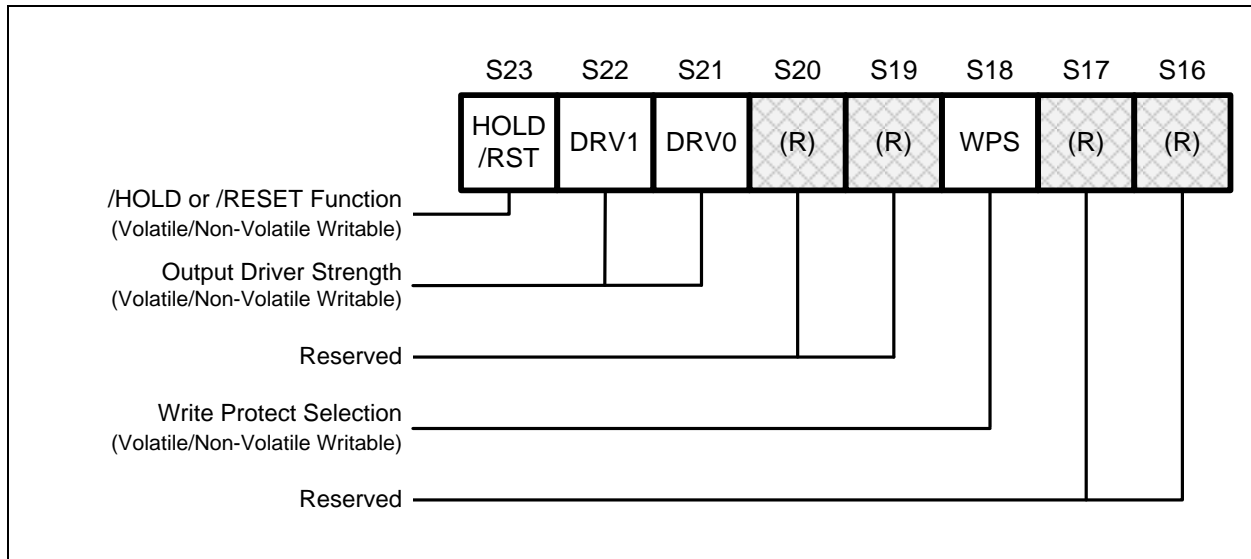 S23 S22 S21 S20 S19 S18 S17 S16
HOLD
/RST
DRV1 DRV0 (R) (R) WPS (R) (R)
/HOLD or /RESET Function
(Volatile/Non-Volatile Writable)
Output Driver Strength
(Volatile/Non-Volatile Writable)
Reserved
Write Protect Selection
(Volatile/Non-Volatile Writable)
Reserved